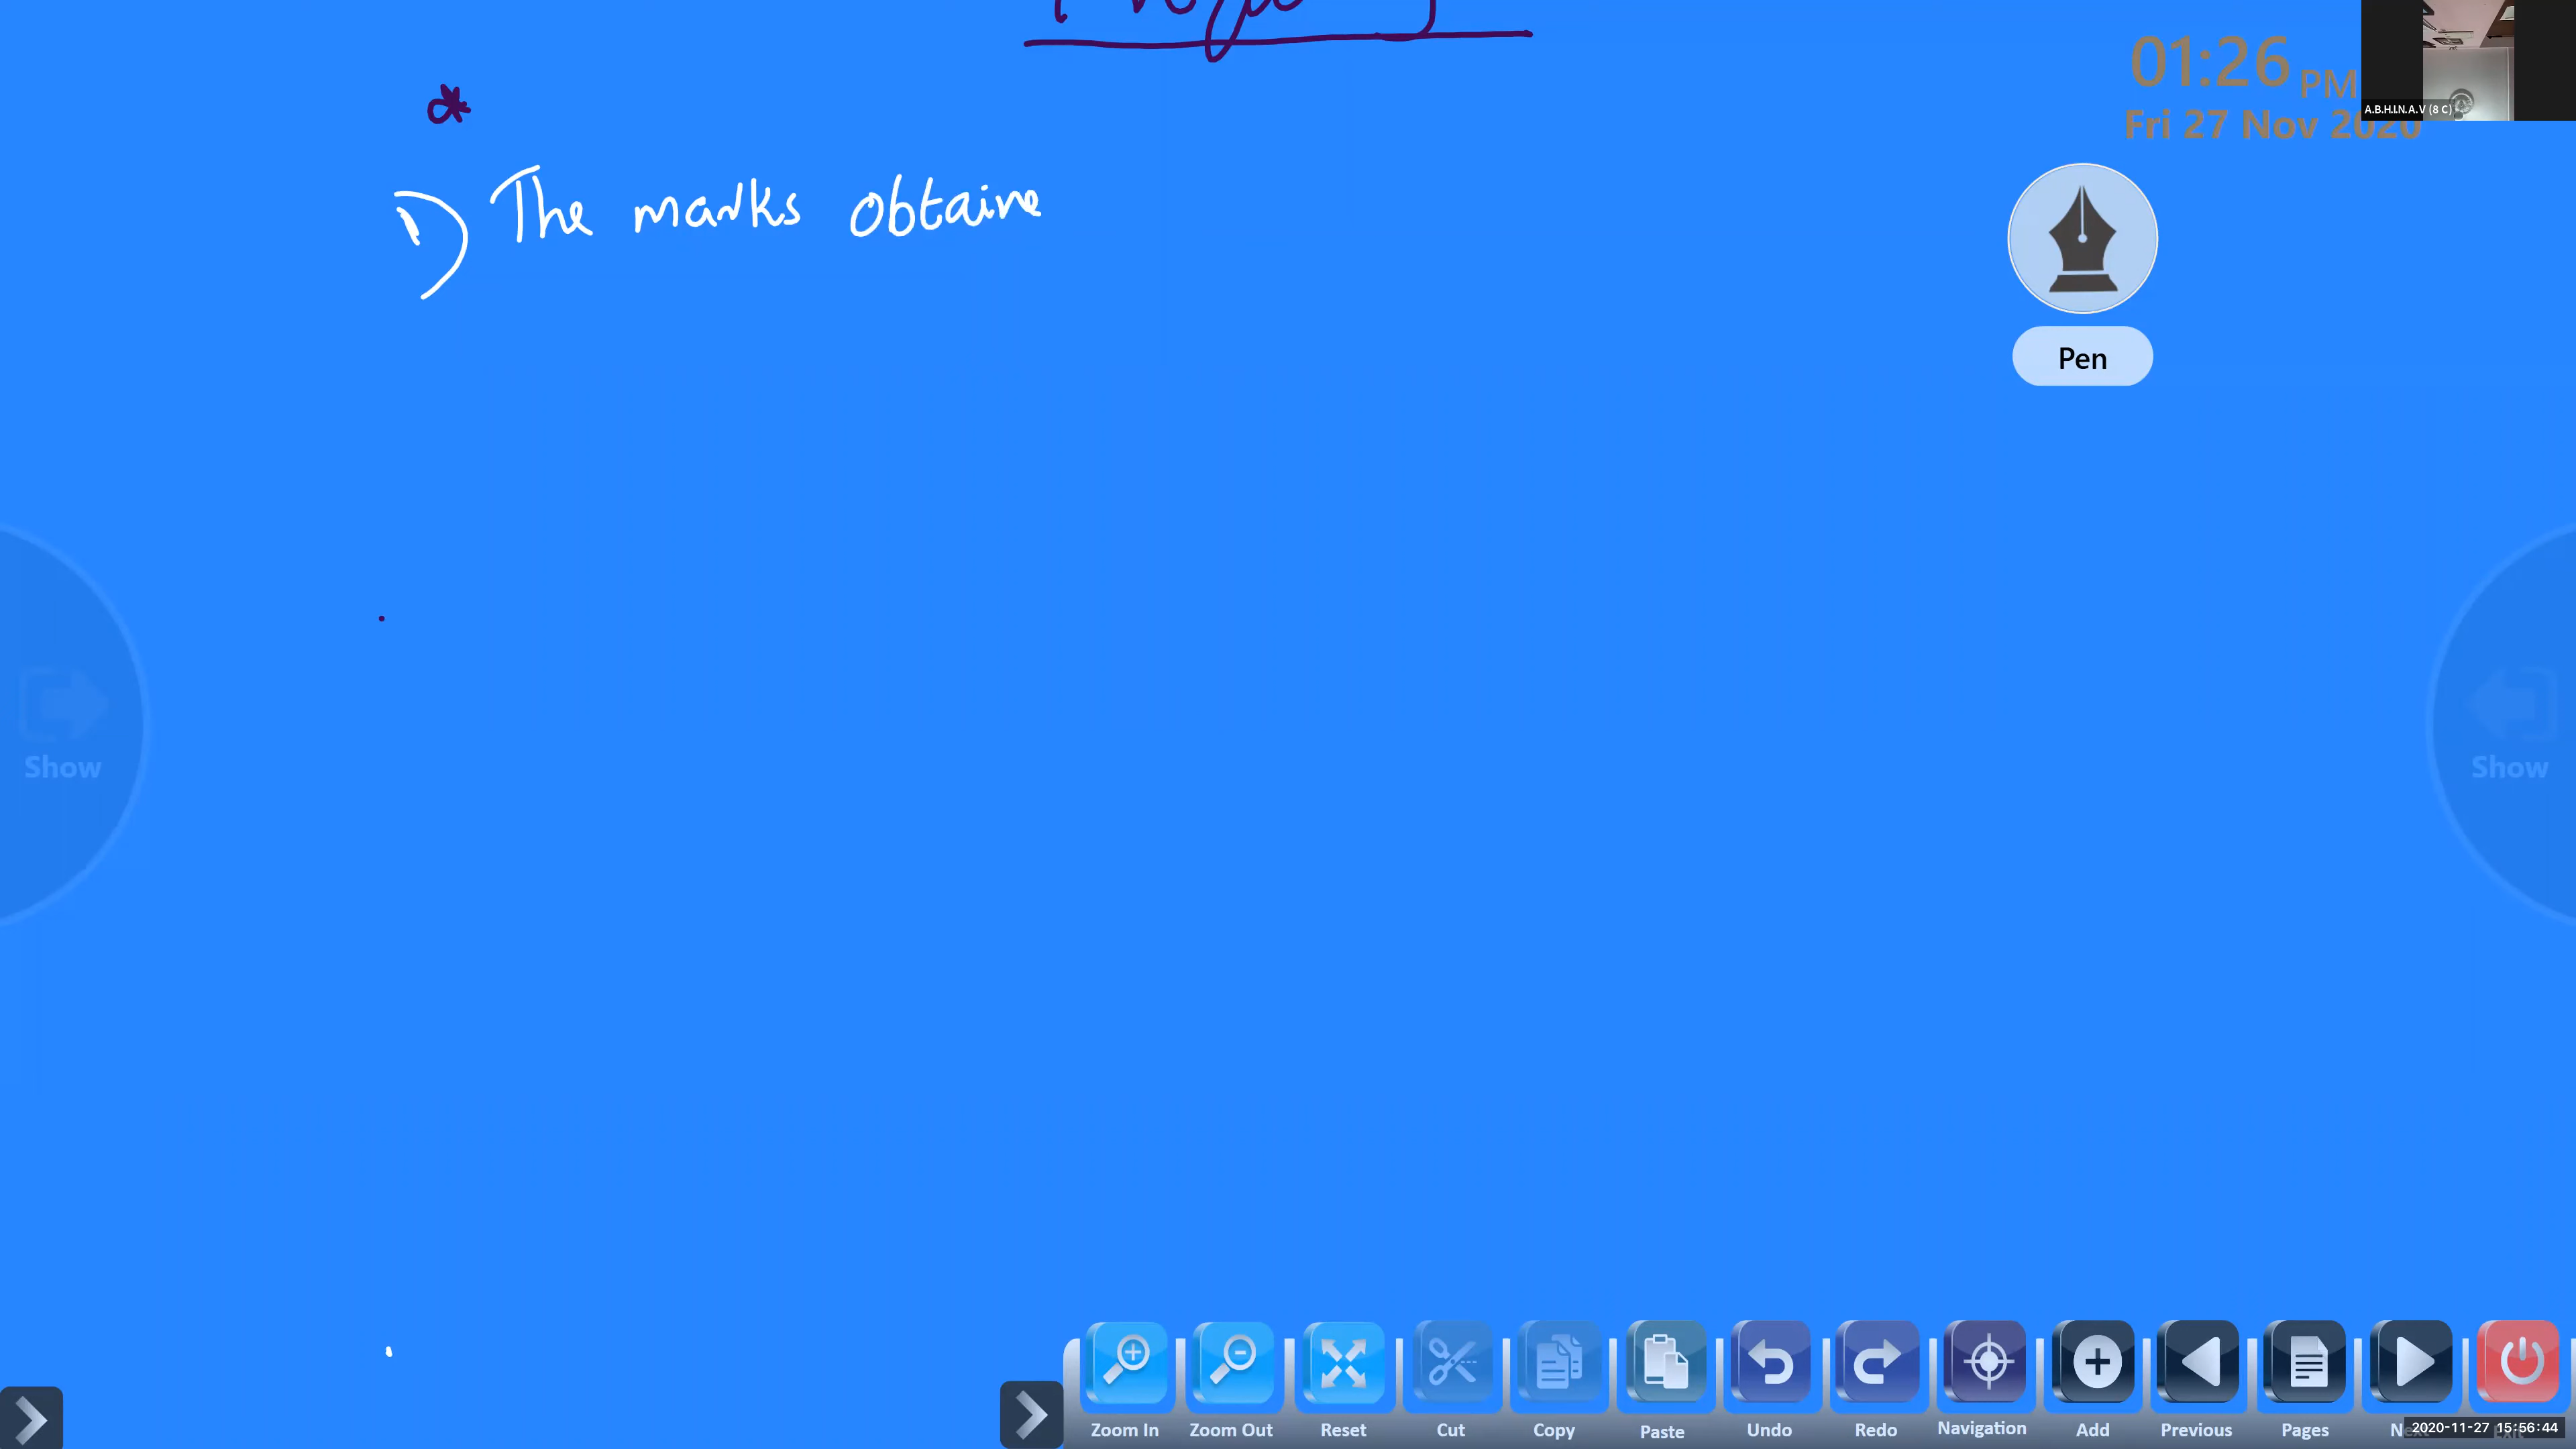 01:26 PM
Fri 27 Nov 2020
A.B.H.I.N.A.V (8 C)
*
1) The marks obtaine
Pen
Show
Show
Zoom In Zoom Out Reset Cut Copy Paste Undo Redo Navigation Add Previous Pages
2020-11-27 15:56:44